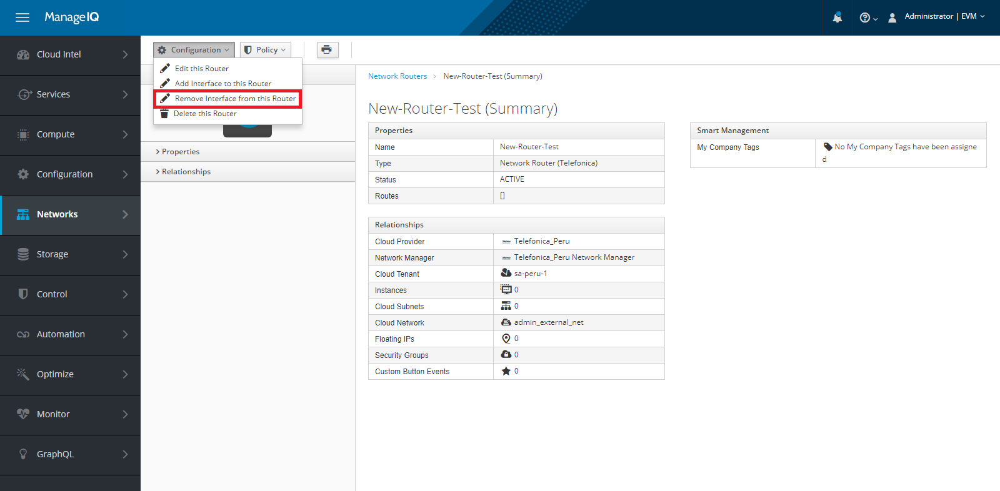 ManageIQ
Administrator | EVM
Cloud Intel
Services
Compute
Configuration
Networks
Storage
Control
Automation
Optimize
Monitor
GraphQL
Configuration
Policy
Edit this Router
Add Interface to this Router
Remove Interface from this Router
Delete this Router
Properties
Relationships
Network Routers > New-Router-Test (Summary)
New-Router-Test (Summary)
Properties
Name New-Router-Test
Type Network Router (Telefonica)
Status ACTIVE
Routes []
Relationships
Cloud Provider Telefonica_Peru
Network Manager Telefonica_Peru Network Manager
Cloud Tenant sa-peru-1
Instances 0
Cloud Subnets 0
Cloud Network admin_external_net
Floating IPs 0
Security Groups 0
Custom Button Events 0
Smart Management
My Company Tags No My Company Tags have been assigne
d